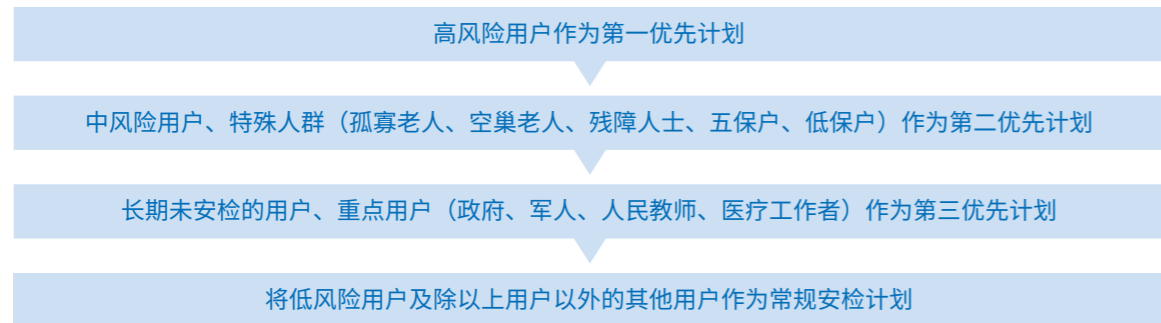 高风险用户作为第一优先计划
中风险用户、特殊人群（孤寡老人、空巢老人、残障人士、五保户、低保户）作为第二优先计划
长期未安检的用户、重点用户（政府、军人、人民教师、医疗工作者）作为第三优先计划
将低风险用户及除以上用户以外的其他用户作为常规安检计划